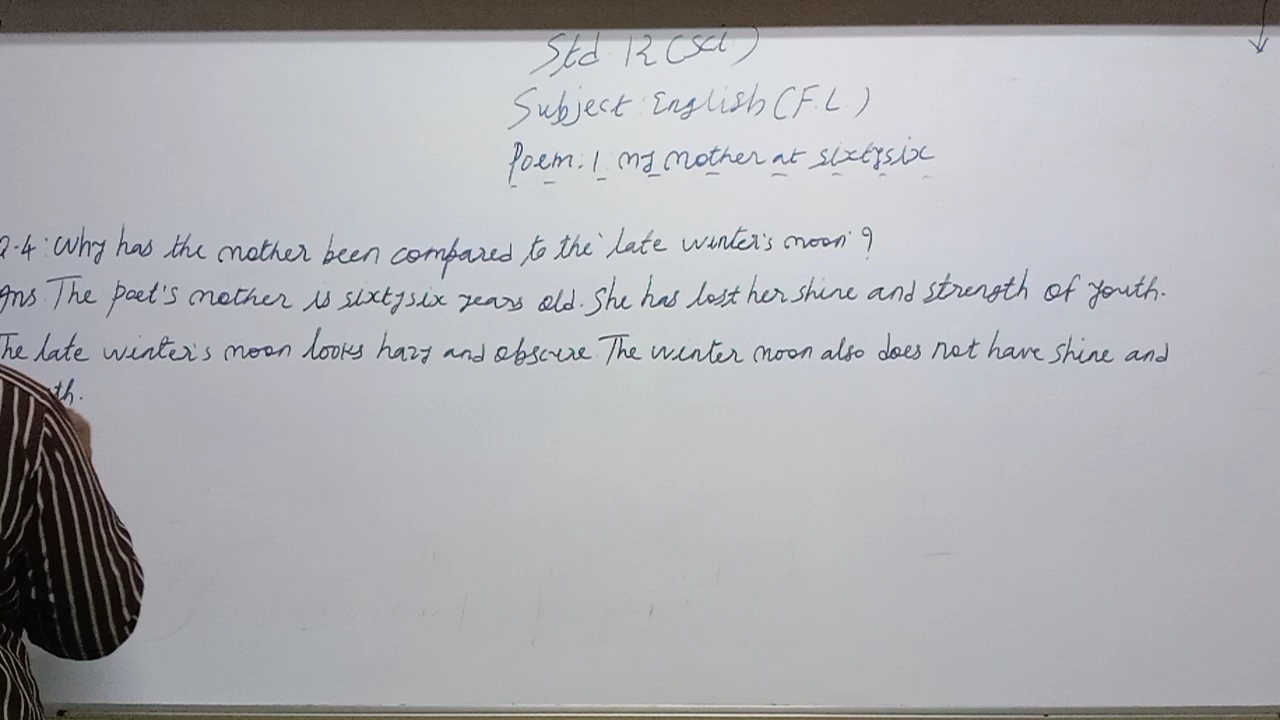 Std 12 (Sci)
Subject English (F.L)
Poem: 1 My Mother at sixtysix
Q.4: Why has the mother been compared to the 'late winter's moon'?
Ans The poet's mother is sixtysix years old. She has lost her shine and strength of youth.
The late winter's moon looks hazy and obscure. The winter moon also does not have shine and
th.